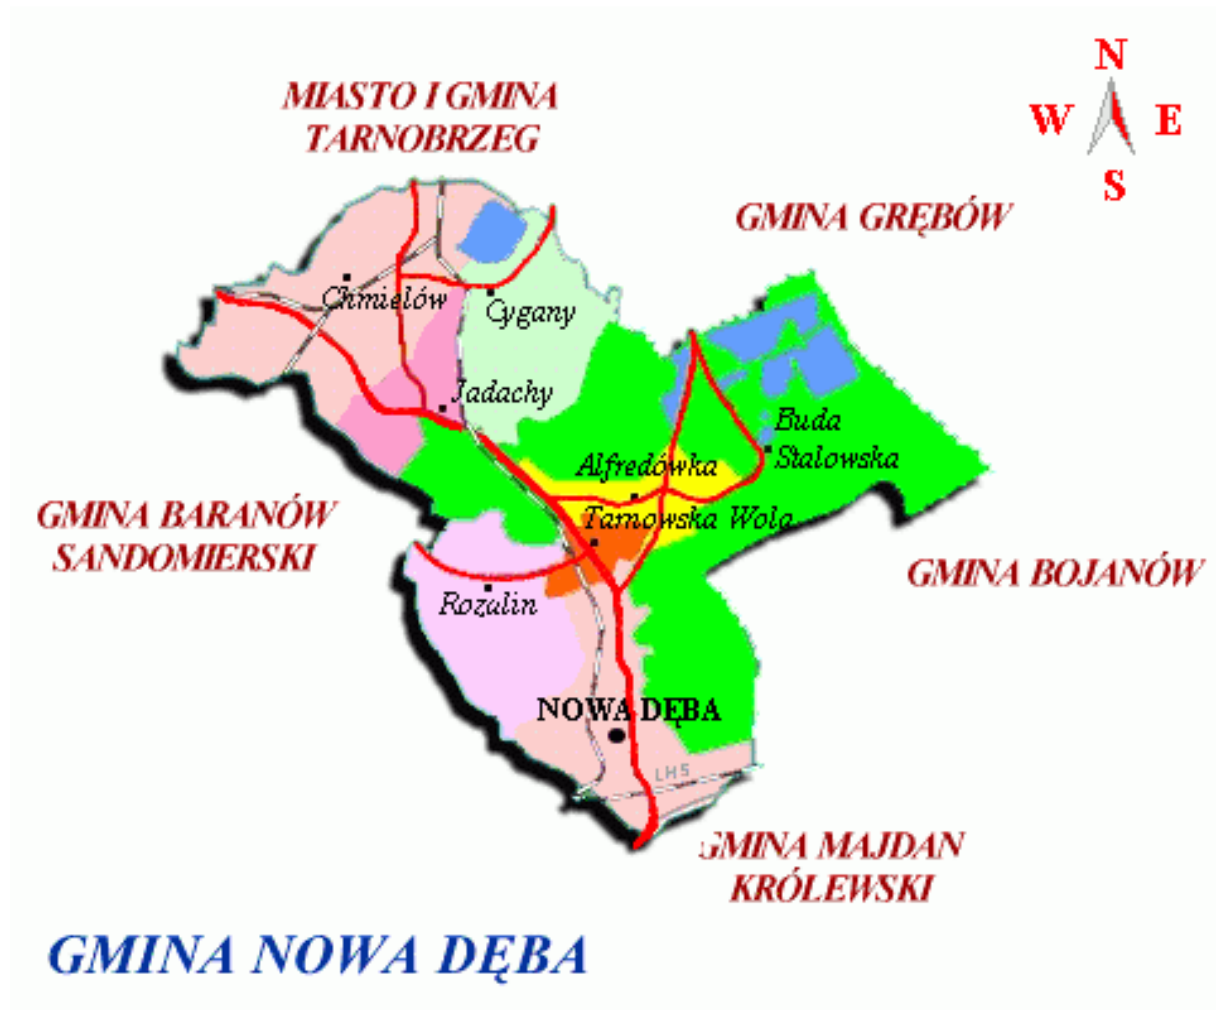 N
W E
S
MIASTO I GMINA
TARNOBRZEG
GMINA GRĘBÓW
Chmielów
Cygany
Jadachy
Buda
Stalowska
Alfredówka
Tarnowska Wola
GMINA BARANÓW
SANDOMIERSKI
GMINA BOJANÓW
Rozalin
NOWA DĘBA
LHS
GMINA MAJDAN
KRÓLEWSKI
GMINA NOWA DĘBA